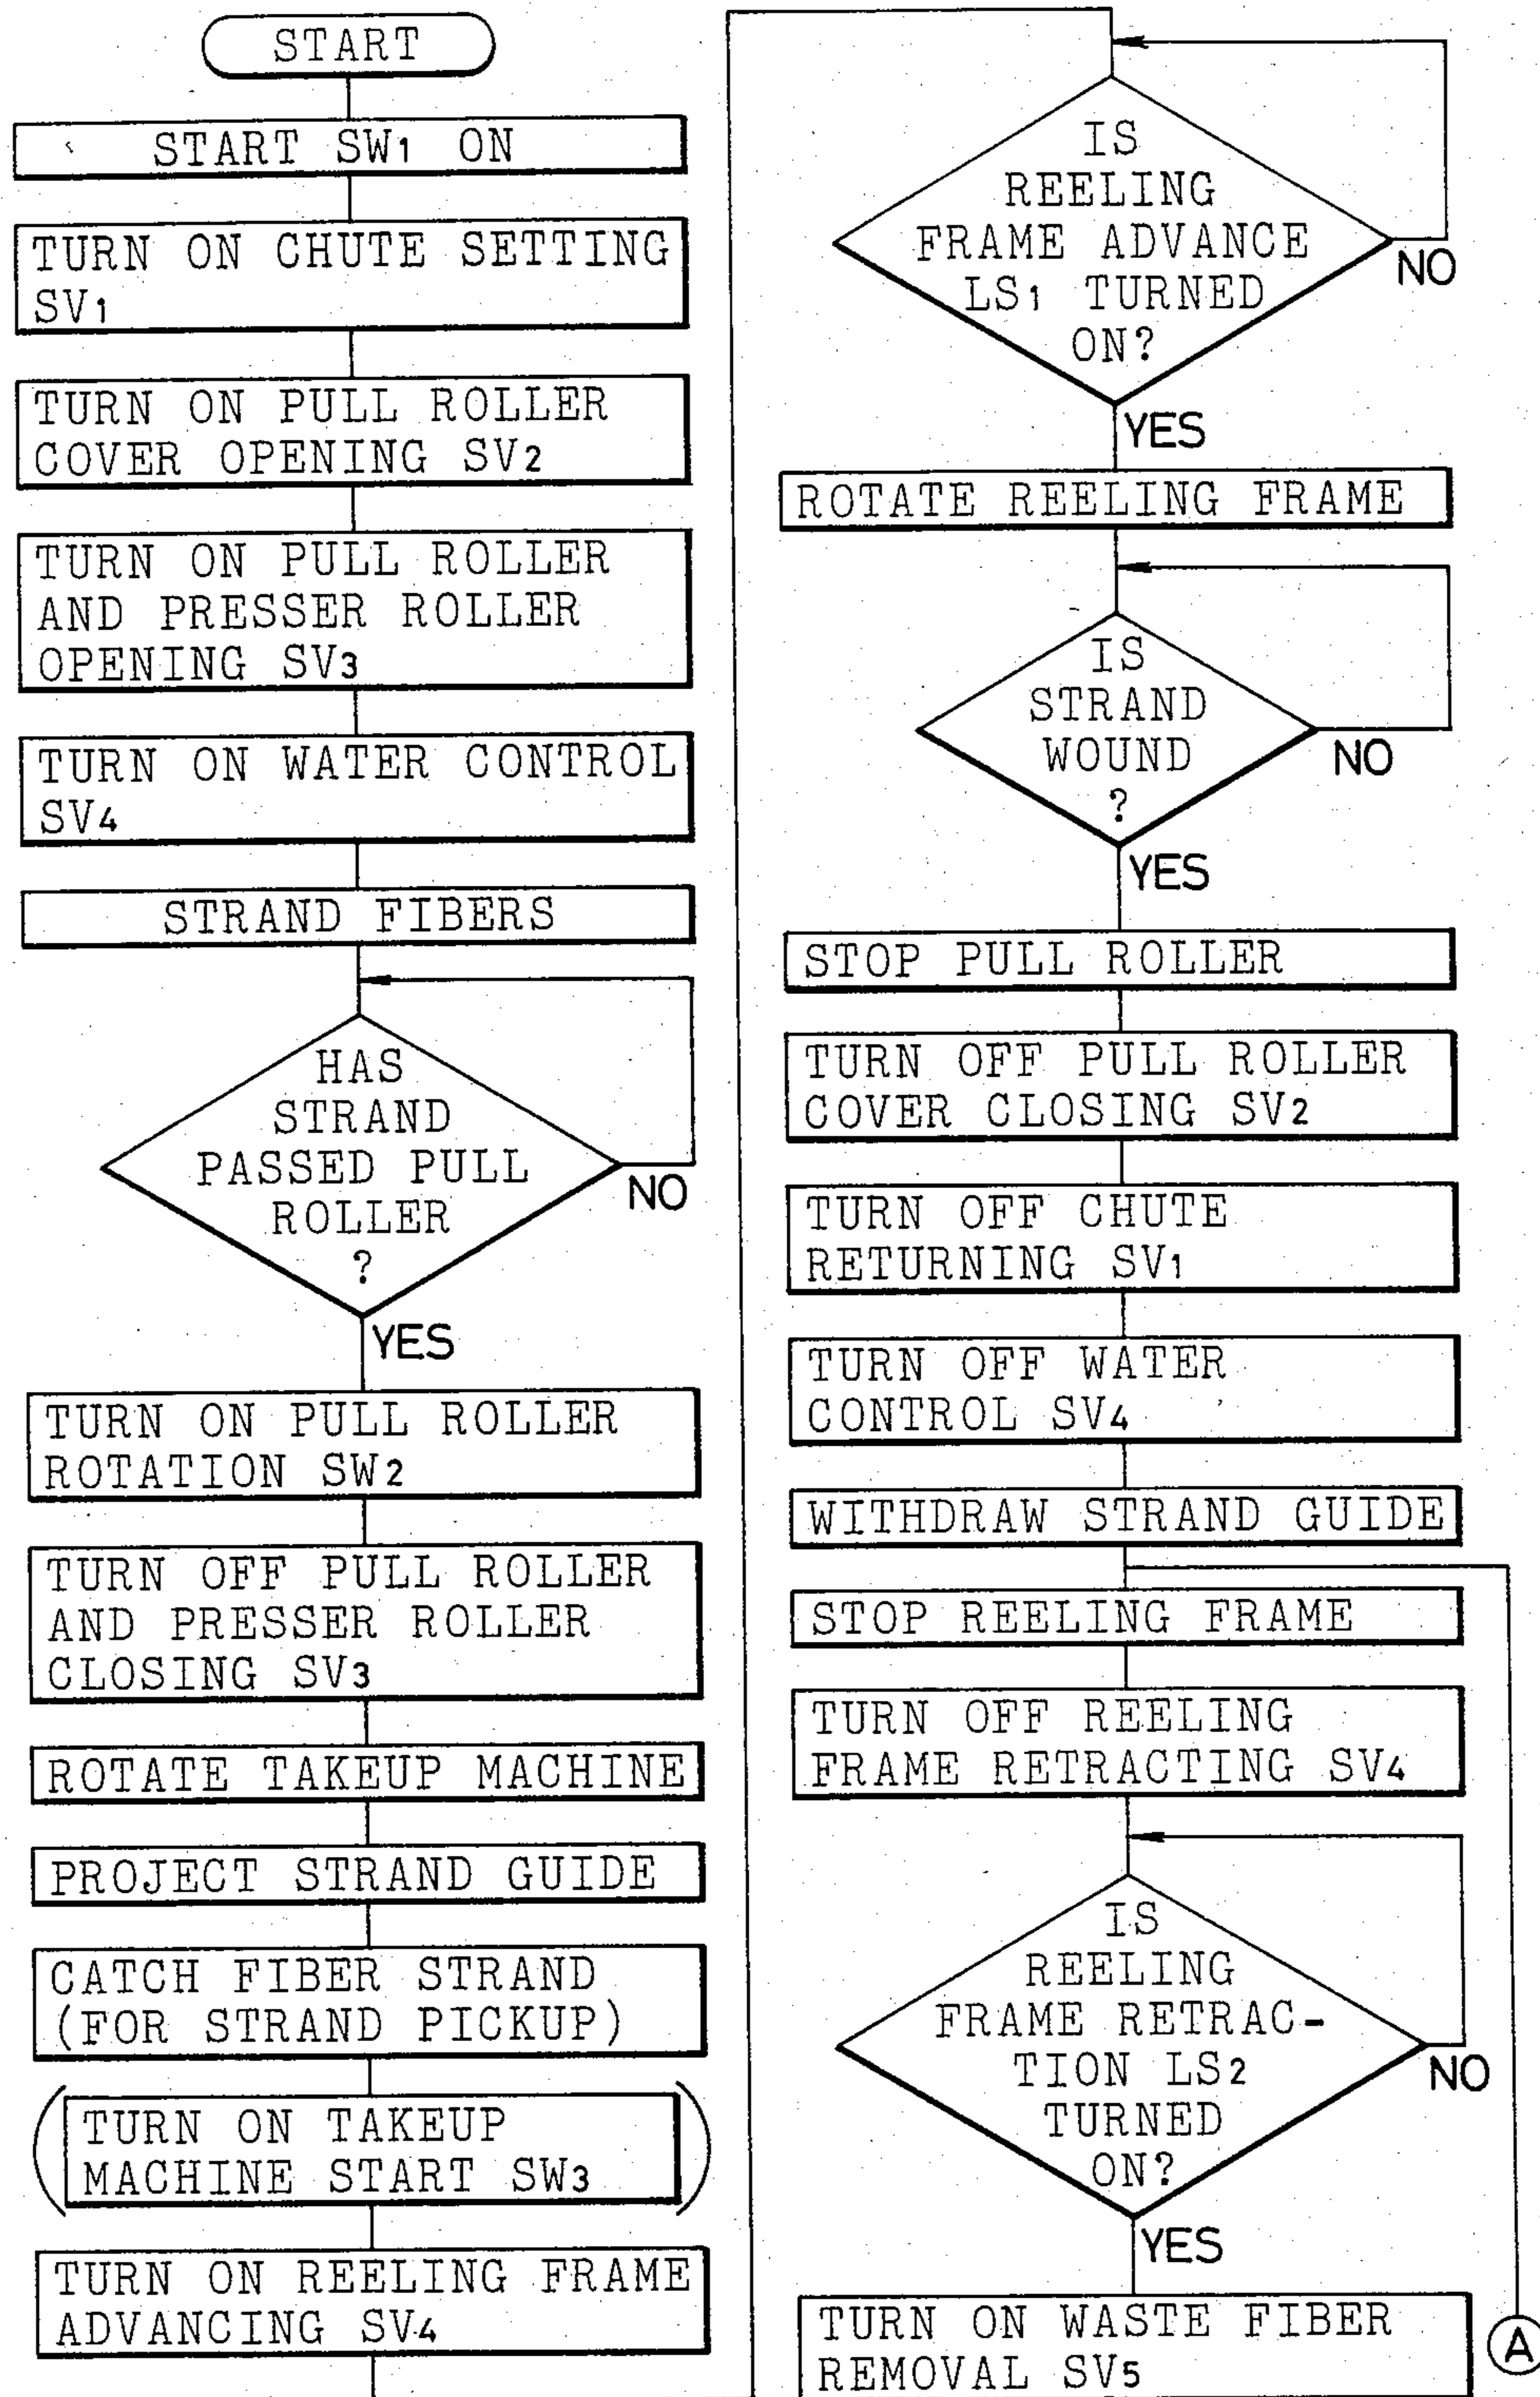 START
START SW1 ON
TURN ON CHUTE SETTING
SV1
TURN ON PULL ROLLER
COVER OPENING SV2
TURN ON PULL ROLLER
AND PRESSER ROLLER
OPENING SV3
TURN ON WATER CONTROL
SV4
STRAND FIBERS
HAS
STRAND
PASSED PULL
ROLLER
?
NO
YES
TURN ON PULL ROLLER
ROTATION SW2
TURN OFF PULL ROLLER
AND PRESSER ROLLER
CLOSING SV3
ROTATE TAKEUP MACHINE
PROJECT STRAND GUIDE
CATCH FIBER STRAND
(FOR STRAND PICKUP)
(TURN ON TAKEUP
MACHINE START SW3)
TURN ON REELING FRAME
ADVANCING SV4
IS
REELING
FRAME ADVANCE
LS1 TURNED
ON?
NO
YES
ROTATE REELING FRAME
IS
STRAND
WOUND
?
NO
YES
STOP PULL ROLLER
TURN OFF PULL ROLLER
COVER CLOSING SV2
TURN OFF CHUTE
RETURNING SV1
TURN OFF WATER
CONTROL SV4
WITHDRAW STRAND GUIDE
STOP REELING FRAME
TURN OFF REELING
FRAME RETRACTING SV4
IS
REELING
FRAME RETRAC-
TION LS2
TURNED
ON?
NO
YES
TURN ON WASTE FIBER
REMOVAL SV5
A